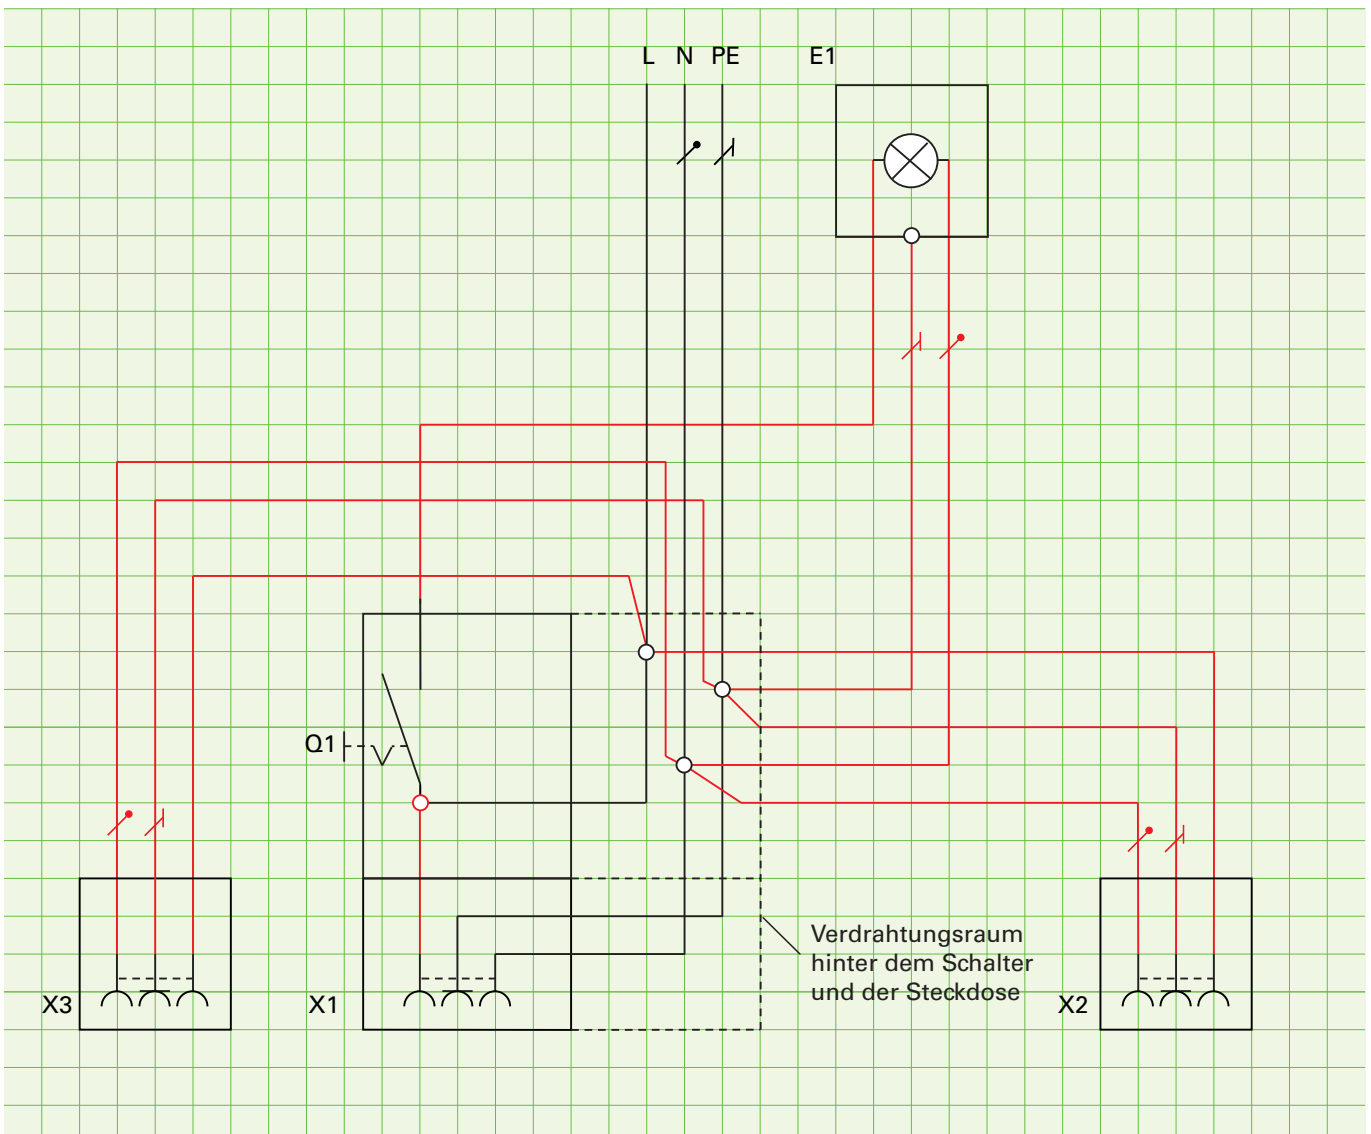 L N PE E1
Q1
Verdrahtungsraum
hinter dem Schalter
und der Steckdose
X3 X1 X2